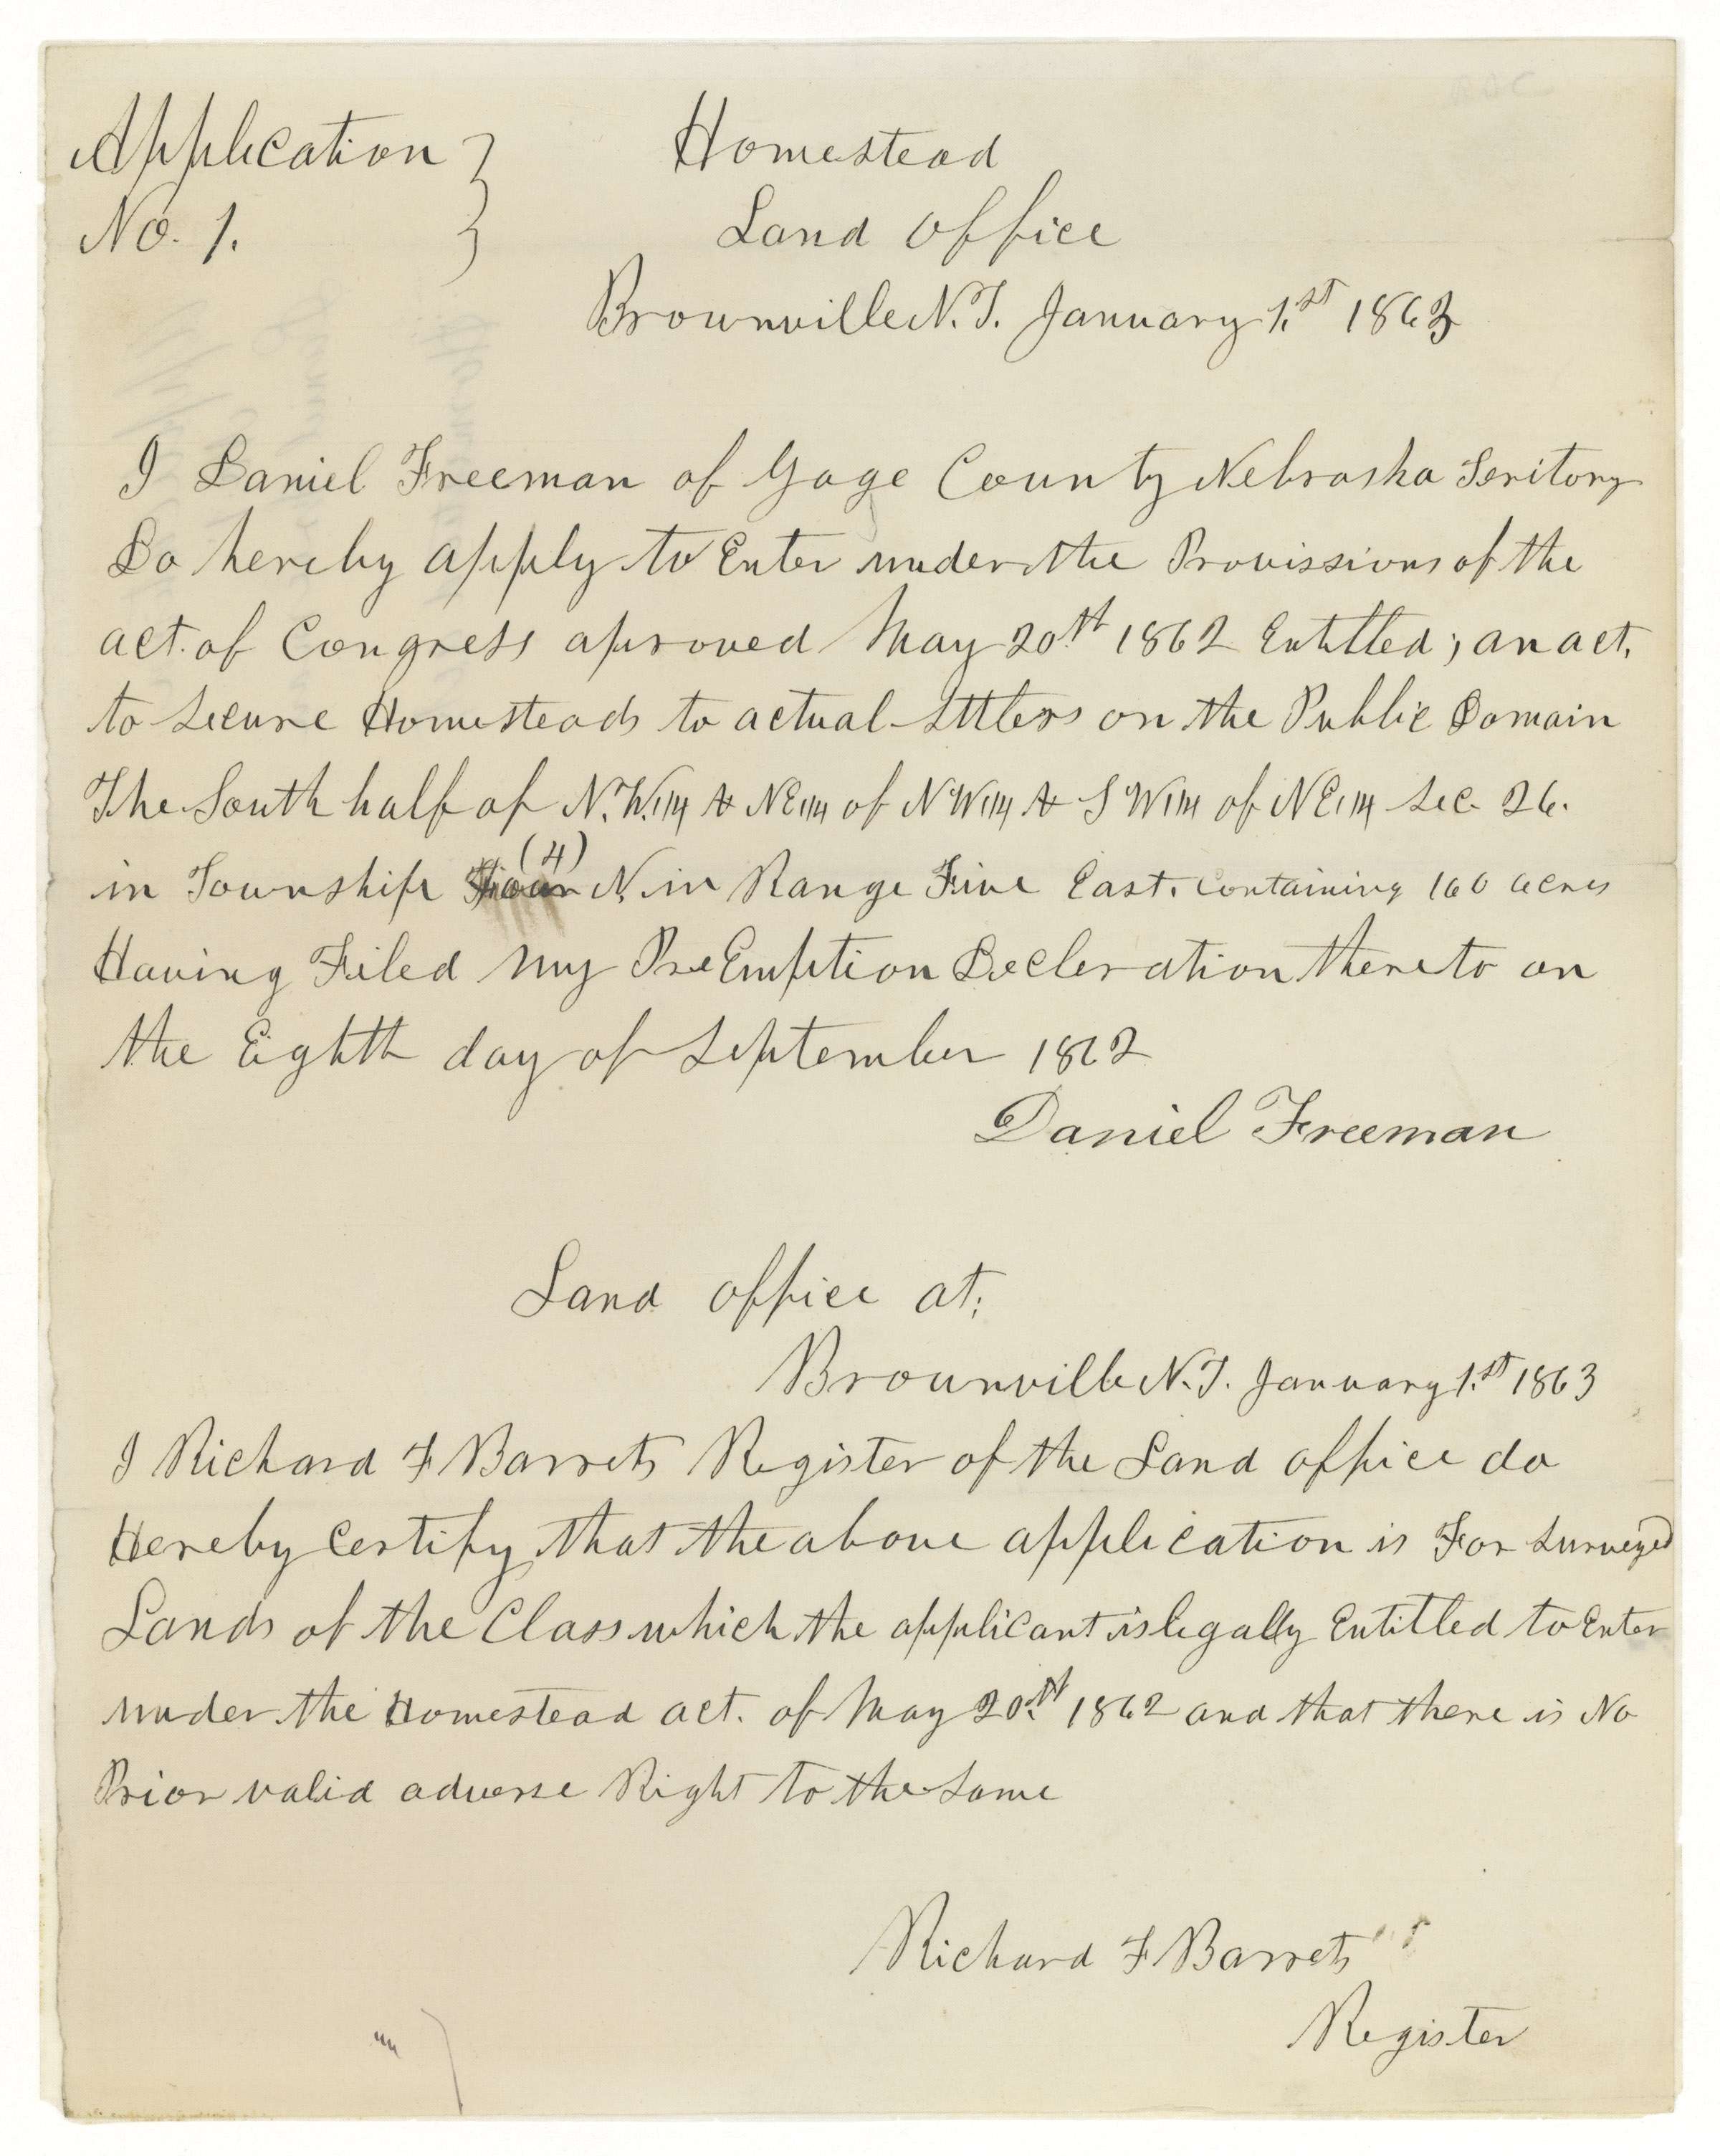 Application
No. 1.
Homestead
Land Office
Brownville N.T. January 1.st 1863
I Daniel Freeman of Gage County Nebraska Teritory
Do hereby apply to Enter under the Provissions of the
act. of Congress aproved May 20th 1862 Entitled; an act.
to Secure Homesteads to actual Settlers on the Public Domain
The South half of N.W.1/4 & NE1/4 of NW1/4 & SW1/4 of NE1/4 Sec. 26.
(4)
in Township Four N. in Range Five East. containing 160 acres
Having Filed my PreEmption Decleration thereto on
the Eighth day of September 1862
Daniel Freeman
Land office at;
Brownville N.T. January 1.st 1863
I Richard F Barrets Register of the Land office do
Hereby Certify that the above application is For Surveyed
Lands of the Class which the applicant is legally Entitled to Enter
under the Homestead act. of May 20th 1862 and that there is No
Prior valid adverse Right to the Same
Richard F Barrets
Register